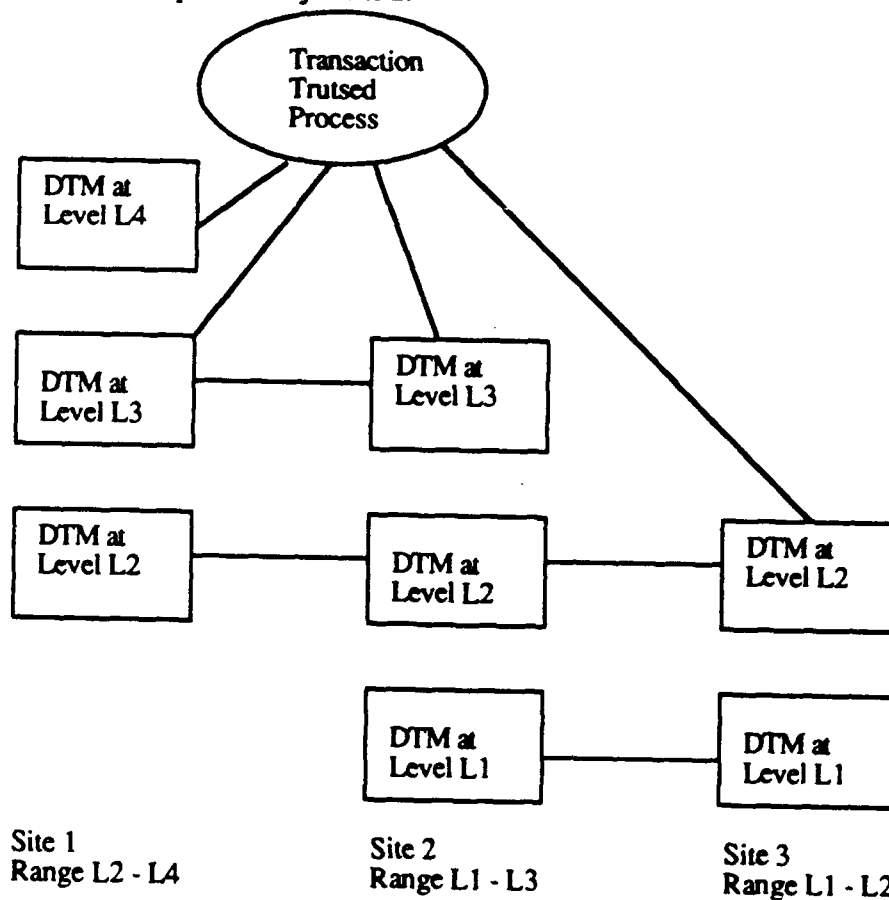 Transaction
Trutsed
Process
DTM at
Level L4
DTM at
Level L3
DTM at
Level L3
DTM at
Level L2
DTM at
Level L2
DTM at
Level L2
DTM at
Level L1
DTM at
Level L1
Site 1
Range L2 - L4
Site 2
Range L1 - L3
Site 3
Range L1 - L2